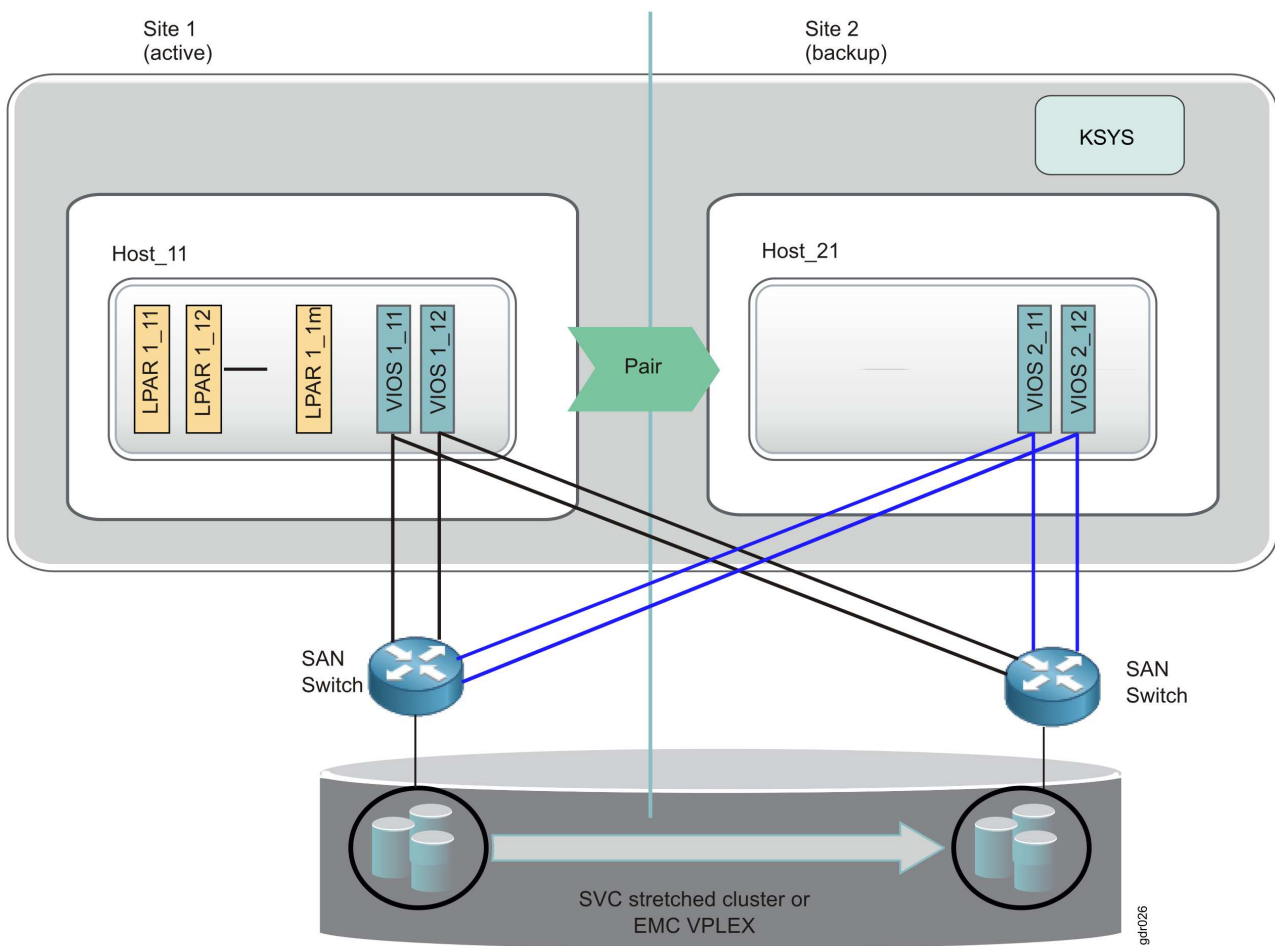 Site 1
(active)
Site 2
(backup)
KSYS
Host_11
Host_21
LPAR 1_11
LPAR 1_12
LPAR 1_1m
VIOS 1_11
VIOS 1_12
Pair
VIOS 2_11
VIOS 2_12
SAN
Switch
SAN
Switch
SVC stretched cluster or
EMC VPLEX
gdr026